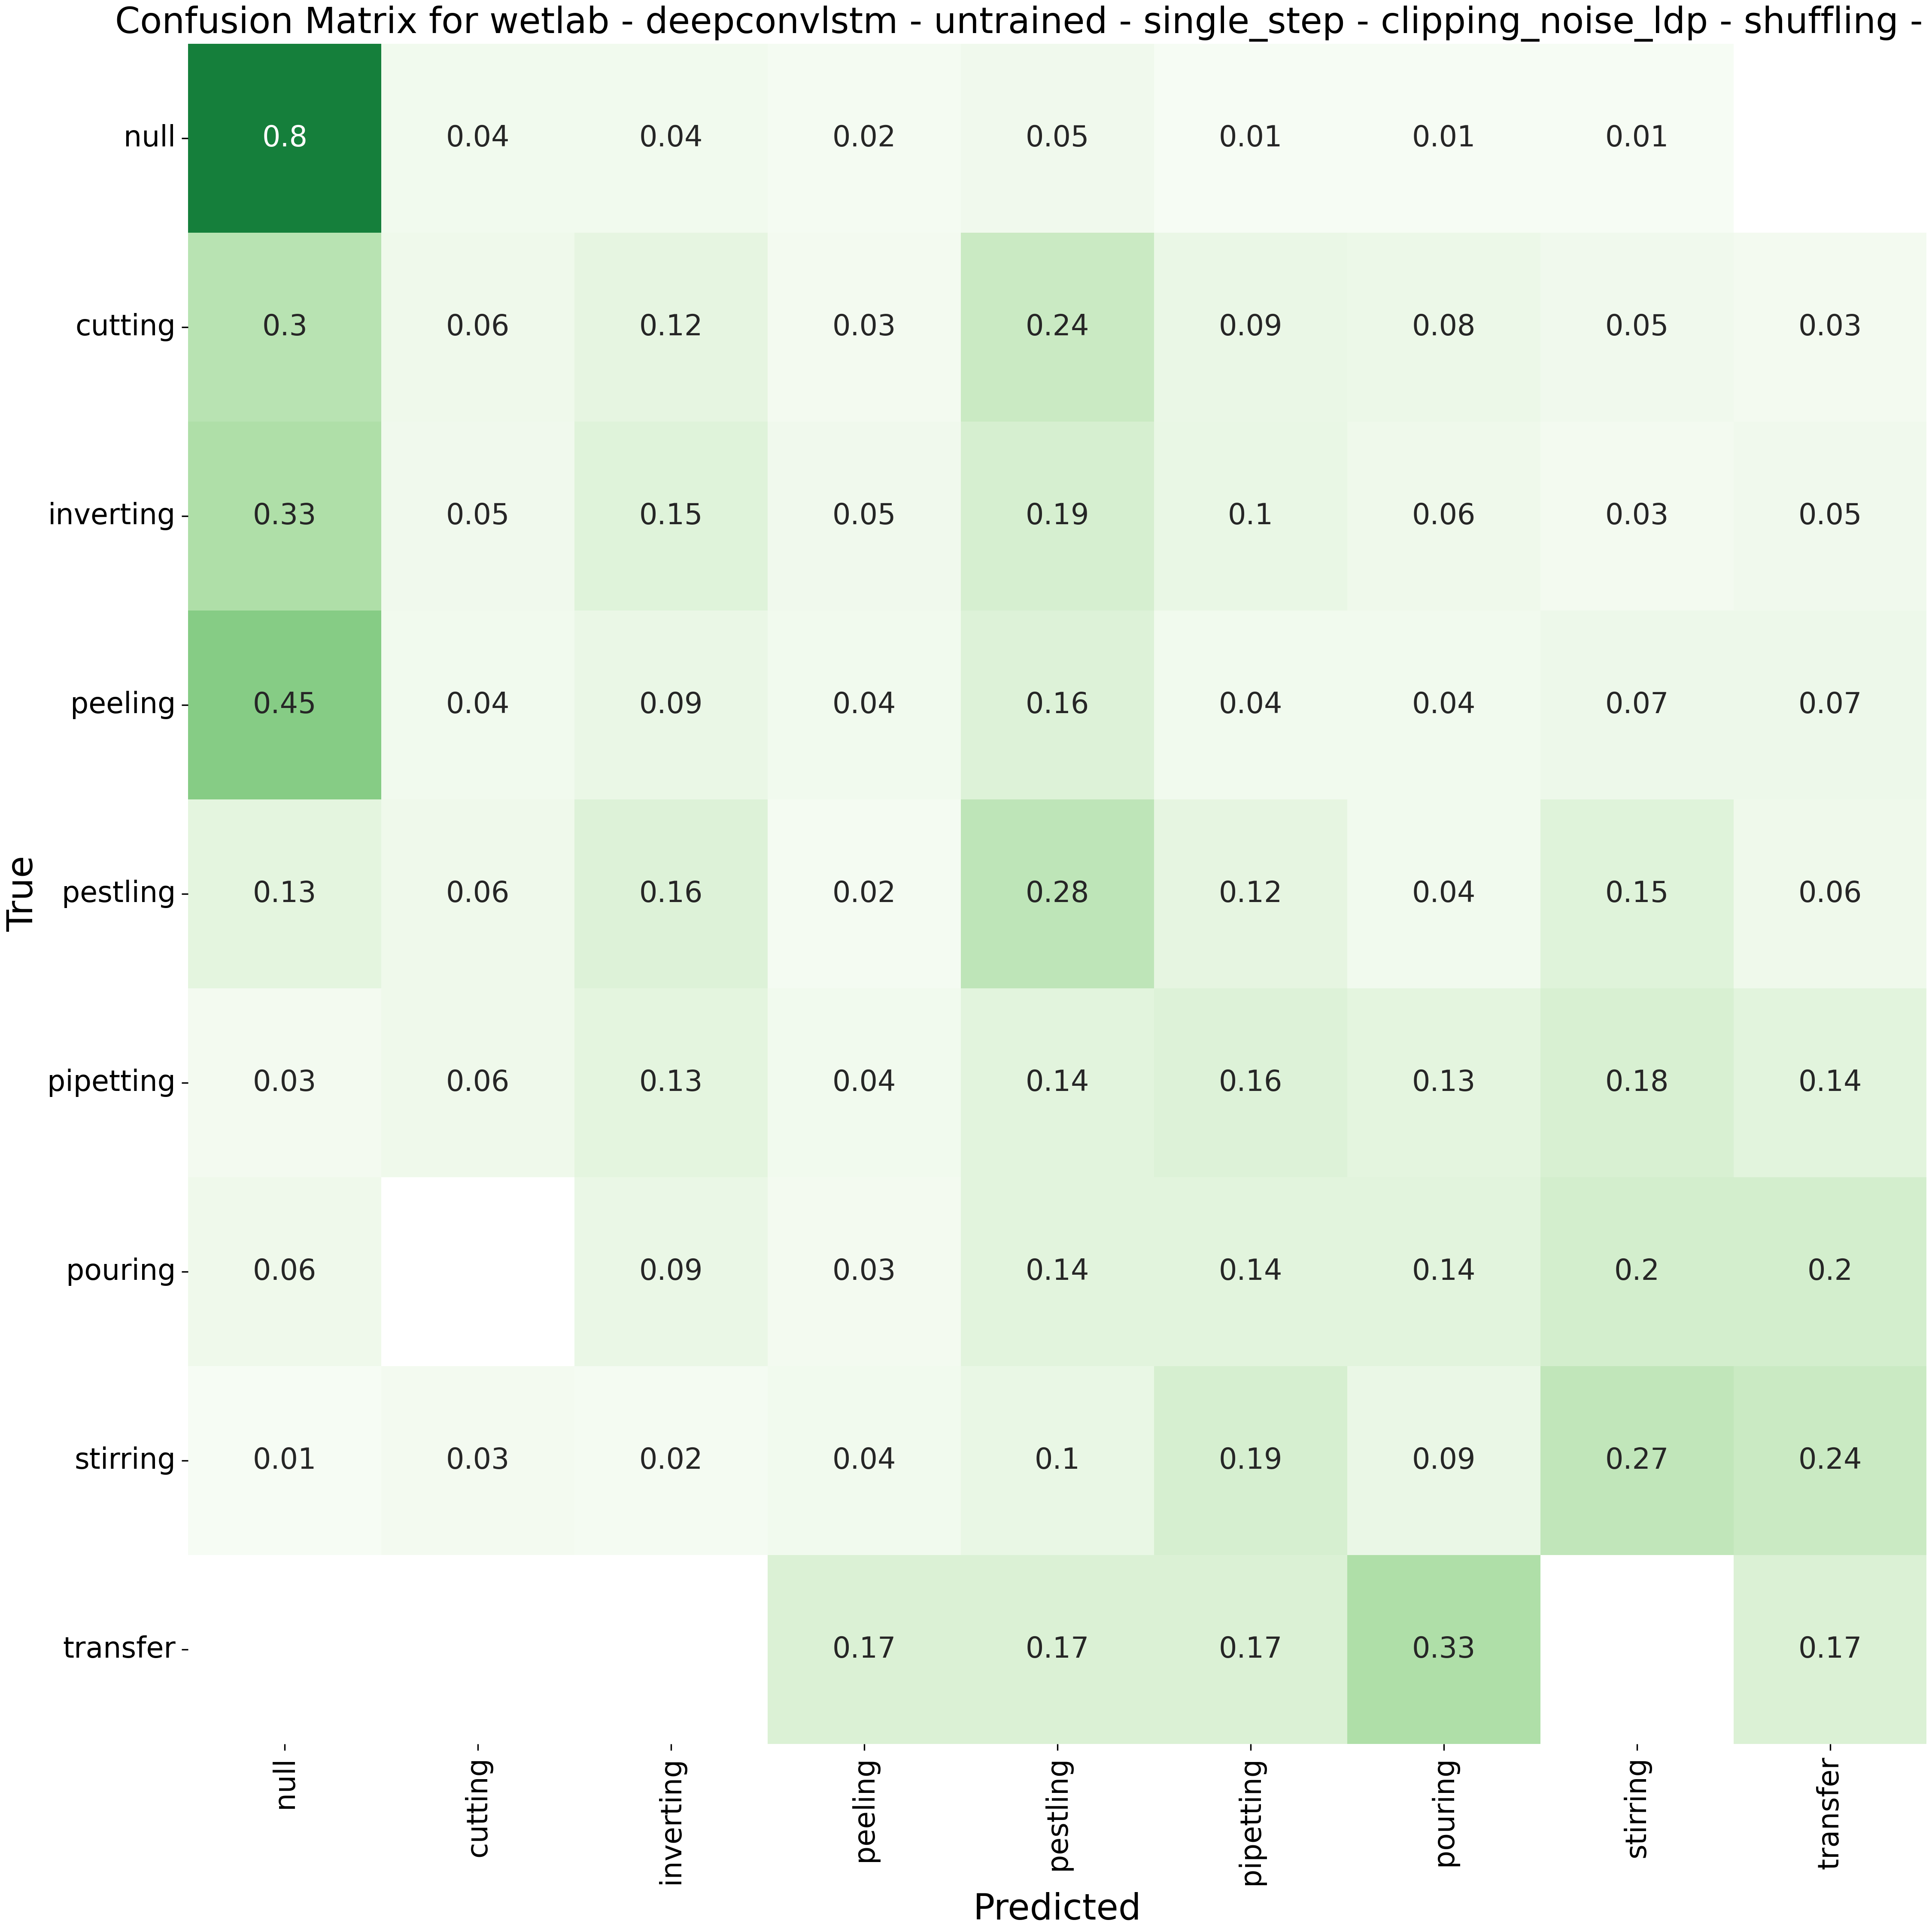 Confusion Matrix for wetlab - deepconvlstm - untrained - single_step - clipping_noise_ldp - shuffling -
True
null 0.8 0.04 0.04 0.02 0.05 0.01 0.01 0.01
cutting 0.3 0.06 0.12 0.03 0.24 0.09 0.08 0.05 0.03
inverting 0.33 0.05 0.15 0.05 0.19 0.1 0.06 0.03 0.05
peeling 0.45 0.04 0.09 0.04 0.16 0.04 0.04 0.07 0.07
pestling 0.13 0.06 0.16 0.02 0.28 0.12 0.04 0.15 0.06
pipetting 0.03 0.06 0.13 0.04 0.14 0.16 0.13 0.18 0.14
pouring 0.06 0.09 0.03 0.14 0.14 0.14 0.2 0.2
stirring 0.01 0.03 0.02 0.04 0.1 0.19 0.09 0.27 0.24
transfer 0.17 0.17 0.17 0.33 0.17
null cutting inverting peeling pestling pipetting pouring stirring transfer
Predicted